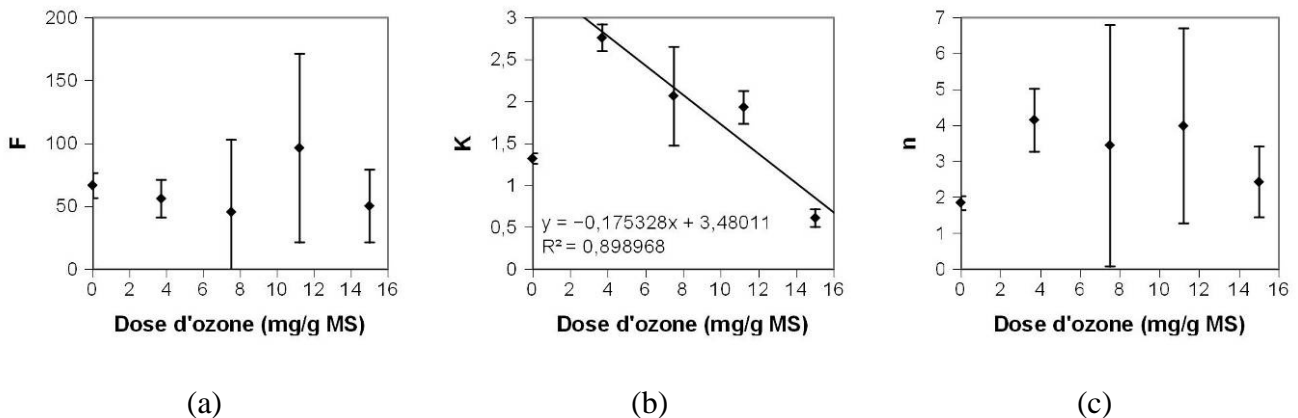 200
150
100
50
0
F
0 2 4 6 8 10 12 14 16
Dose d'ozone (mg/g MS)
(a)
3
2,5
2
1,5
1
0,5
0
K
y = −0,175328x + 3,48011
R² = 0,898968
0 2 4 6 8 10 12 14 16
Dose d'ozone (mg/g MS)
(b)
7
6
5
4
3
2
1
0
n
0 2 4 6 8 10 12 14 16
Dose d'ozone (mg/g MS)
(c)